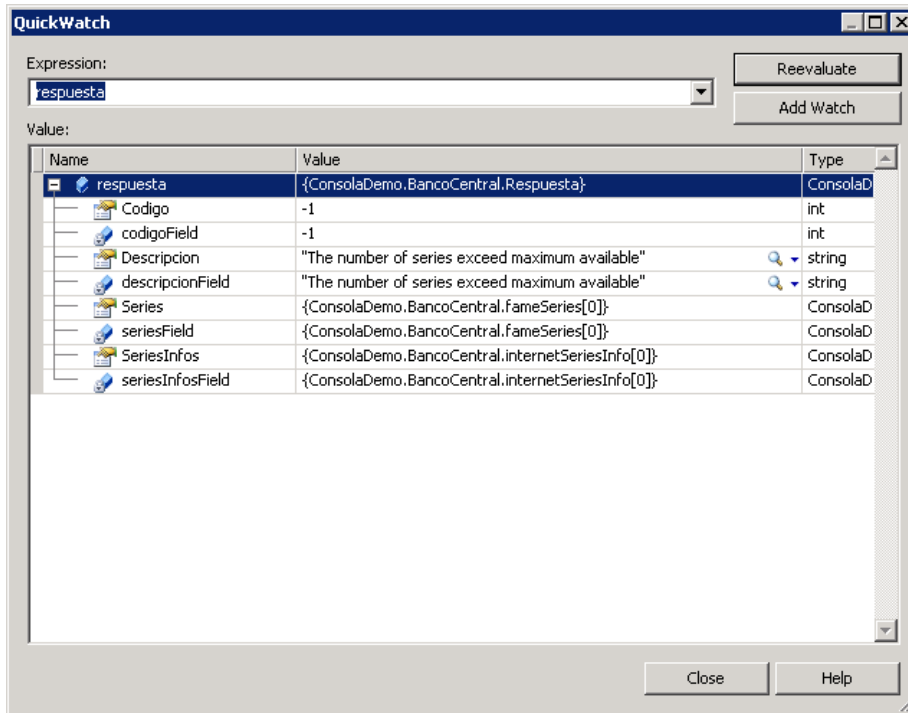 QuickWatch
Expression:
respuesta
Reevaluate
Add Watch
Value:
Name Value Type
respuesta {ConsolaDemo.BancoCentral.Respuesta} ConsolaD
Codigo -1 int
codigoField -1 int
Descripcion "The number of series exceed maximum available" string
descripcionField "The number of series exceed maximum available" string
Series {ConsolaDemo.BancoCentral.fameSeries[0]} ConsolaD
seriesField {ConsolaDemo.BancoCentral.fameSeries[0]} ConsolaD
SeriesInfos {ConsolaDemo.BancoCentral.internetSeriesInfo[0]} ConsolaD
seriesInfosField {ConsolaDemo.BancoCentral.internetSeriesInfo[0]} ConsolaD
Close Help